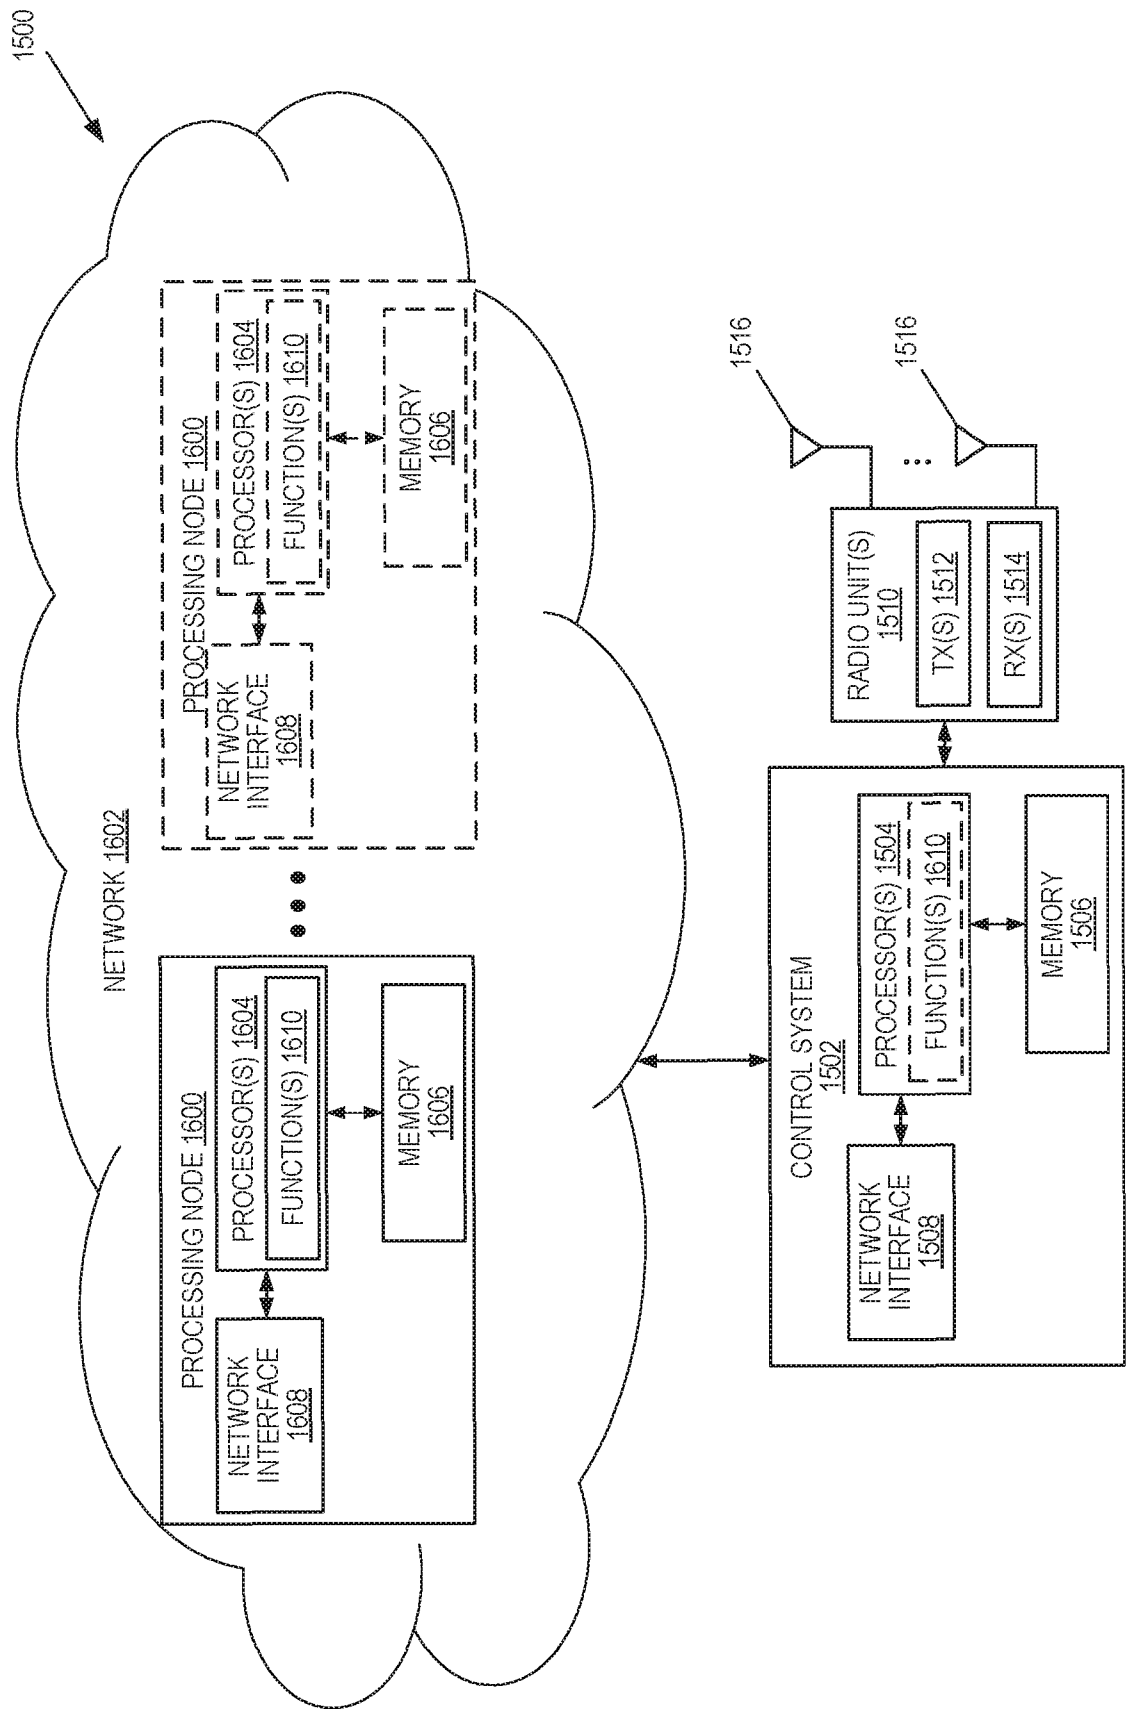 1500
NETWORK 1602
PROCESSING NODE 1600
NETWORK
INTERFACE
1608
PROCESSOR(S) 1604
FUNCTION(S) 1610
MEMORY
1606
PROCESSING NODE 1600
NETWORK
INTERFACE
1608
PROCESSOR(S) 1604
FUNCTION(S) 1610
MEMORY
1606
CONTROL SYSTEM
1502
NETWORK
INTERFACE
1508
PROCESSOR(S) 1504
FUNCTION(S) 1610
MEMORY
1506
RADIO UNIT(S)
1510
TX(S) 1512
RX(S) 1514
1516
1516